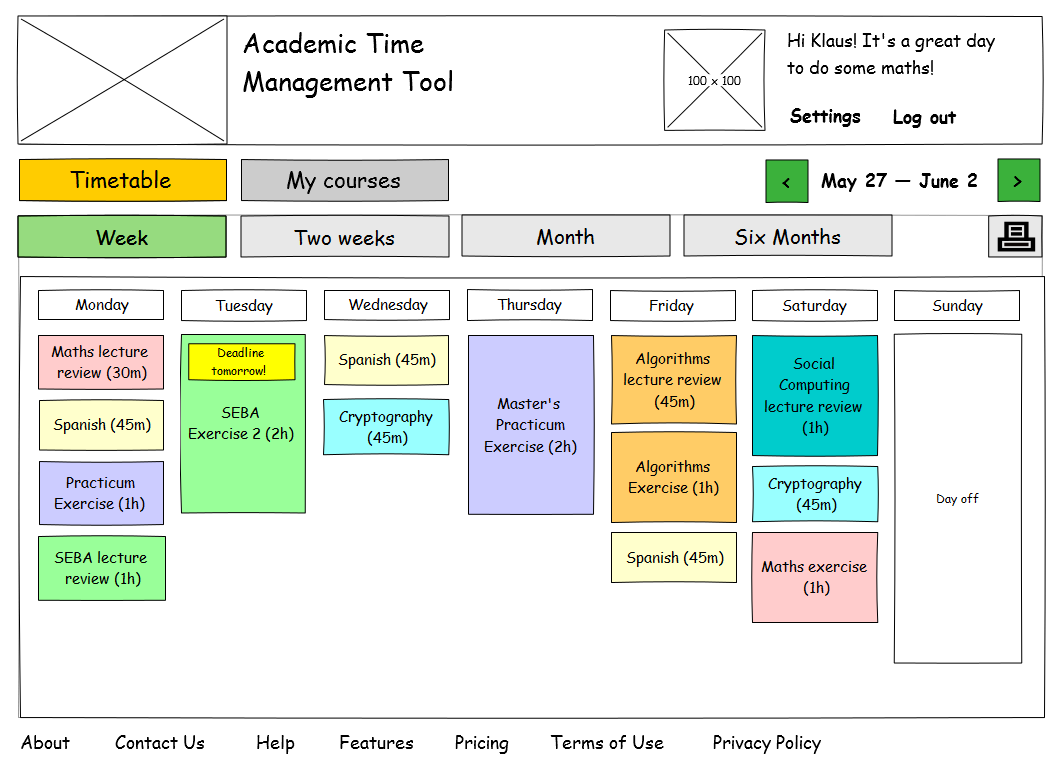 Academic Time
Management Tool
100 x 100
Hi Klaus! It's a great day
to do some maths!
Settings Log out
Timetable My courses < May 27 — June 2 >
Week Two weeks Month Six Months
Monday Tuesday Wednesday Thursday Friday Saturday Sunday
Maths lecture
review (30m)
Spanish (45m)
Practicum
Exercise (1h)
SEBA lecture
review (1h)
Deadline
tomorrow!
SEBA
Exercise 2 (2h)
Spanish (45m)
Cryptography
(45m)
Master's
Practicum
Exercise (2h)
Algorithms
lecture review
(45m)
Algorithms
Exercise (1h)
Spanish (45m)
Social
Computing
lecture review
(1h)
Cryptography
(45m)
Maths exercise
(1h)
Day off
About Contact Us Help Features Pricing Terms of Use Privacy Policy